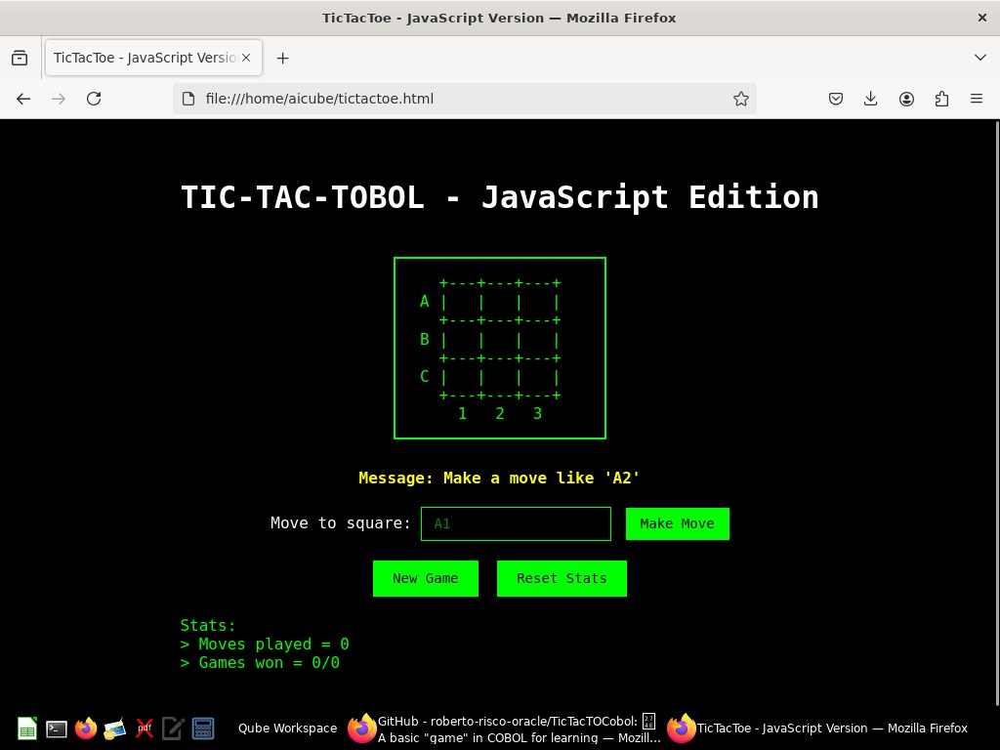 TicTacToe - JavaScript Version — Mozilla Firefox
TicTacToe - JavaScript Versio
file:///home/aicube/tictactoe.html
TIC-TAC-TOBOL - JavaScript Edition
+---+---+---+
A |   |   |   |
+---+---+---+
B |   |   |   |
+---+---+---+
C |   |   |   |
+---+---+---+
1   2   3
Message: Make a move like 'A2'
Move to square: A1 Make Move
New Game Reset Stats
Stats:
> Moves played = 0
> Games won = 0/0
pdf Qube Workspace
GitHub - roberto-risco-oracle/TicTacTOCobol:
A basic "game" in COBOL for learning — Mozill...
TicTacToe - JavaScript Version — Mozilla Firefox